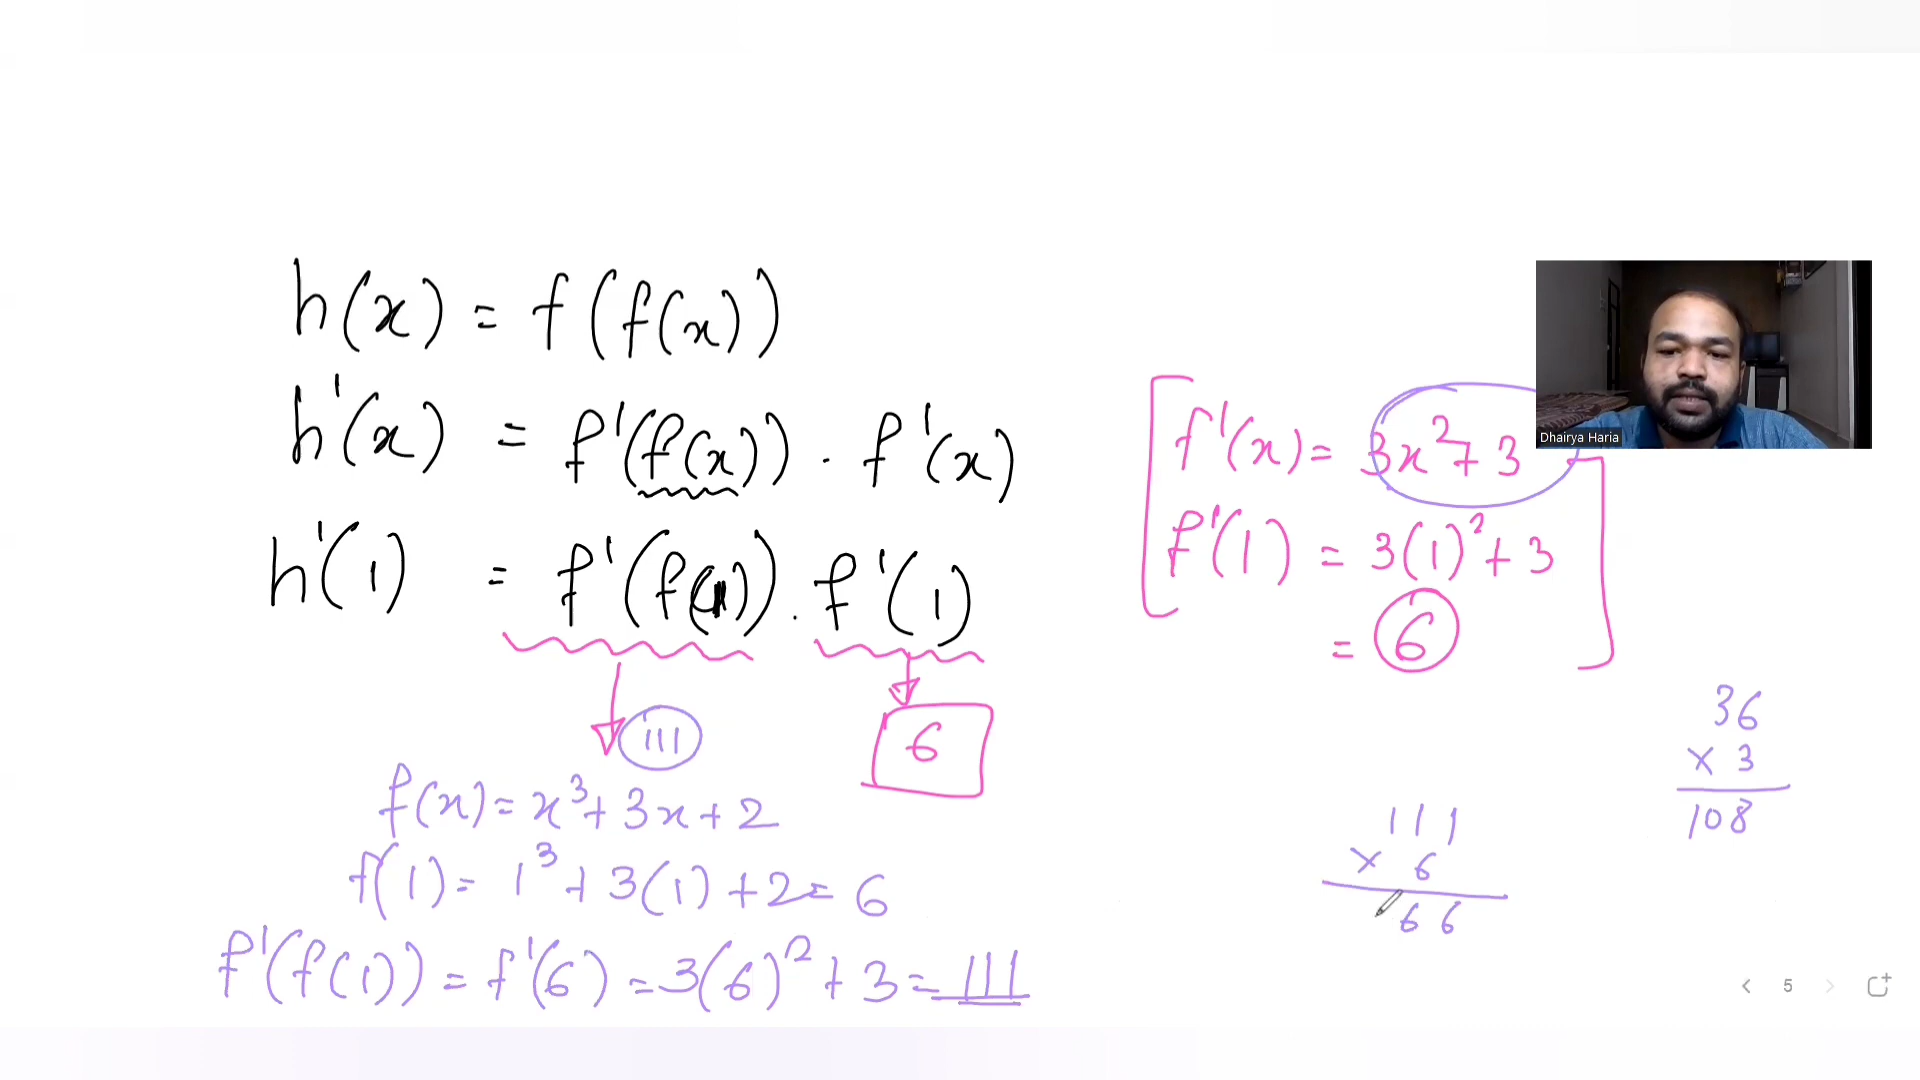 h(x) = f(f(x))
h'(x) = f'(f(x)) . f'(x)
h'(1) = f'(f(1)) . f'(1)
111
6
f(x) = x³ + 3x + 2
f(1) = 1³ + 3(1) + 2 = 6
f'(f(1)) = f'(6) = 3(6)² + 3 = 111
f'(x) = 3x² + 3
f'(1) = 3(1)² + 3
= 6
Dhairya Haria
36
× 3
108
111
× 6
66
5